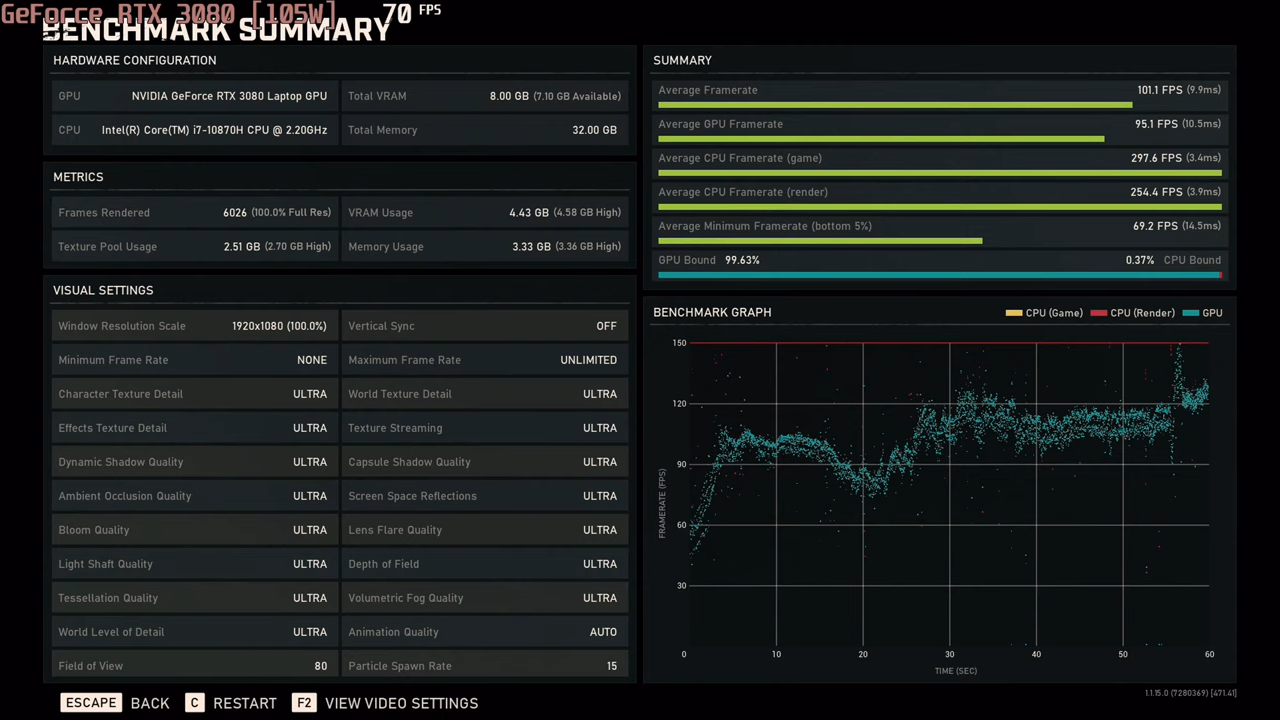 GeForce RTX 3080 [105W] 70 FPS
BENCHMARK SUMMARY
HARDWARE CONFIGURATION
GPU NVIDIA GeForce RTX 3080 Laptop GPU Total VRAM 8.00 GB (7.10 GB Available)
CPU Intel(R) Core(TM) i7-10870H CPU @ 2.20GHz Total Memory 32.00 GB
METRICS
Frames Rendered 6026 (100.0% Full Res) VRAM Usage 4.43 GB (4.58 GB High)
Texture Pool Usage 2.51 GB (2.70 GB High) Memory Usage 3.33 GB (3.36 GB High)
VISUAL SETTINGS
Window Resolution Scale 1920x1080 (100.0%) Vertical Sync OFF
Minimum Frame Rate NONE Maximum Frame Rate UNLIMITED
Character Texture Detail ULTRA World Texture Detail ULTRA
Effects Texture Detail ULTRA Texture Streaming ULTRA
Dynamic Shadow Quality ULTRA Capsule Shadow Quality ULTRA
Ambient Occlusion Quality ULTRA Screen Space Reflections ULTRA
Bloom Quality ULTRA Lens Flare Quality ULTRA
Light Shaft Quality ULTRA Depth of Field ULTRA
Tessellation Quality ULTRA Volumetric Fog Quality ULTRA
World Level of Detail ULTRA Animation Quality AUTO
Field of View 80 Particle Spawn Rate 15
SUMMARY
Average Framerate 101.1 FPS (9.9ms)
Average GPU Framerate 95.1 FPS (10.5ms)
Average CPU Framerate (game) 297.6 FPS (3.4ms)
Average CPU Framerate (render) 254.4 FPS (3.9ms)
Average Minimum Framerate (bottom 5%) 69.2 FPS (14.5ms)
GPU Bound 99.63% 0.37% CPU Bound
BENCHMARK GRAPH CPU (Game) CPU (Render) GPU
150
120
90
60
30
FRAMERATE (FPS)
0 10 20 30 40 50 60
TIME (SEC)
ESCAPE BACK C RESTART F2 VIEW VIDEO SETTINGS
1.1.15.0 (7280369) [471.41]